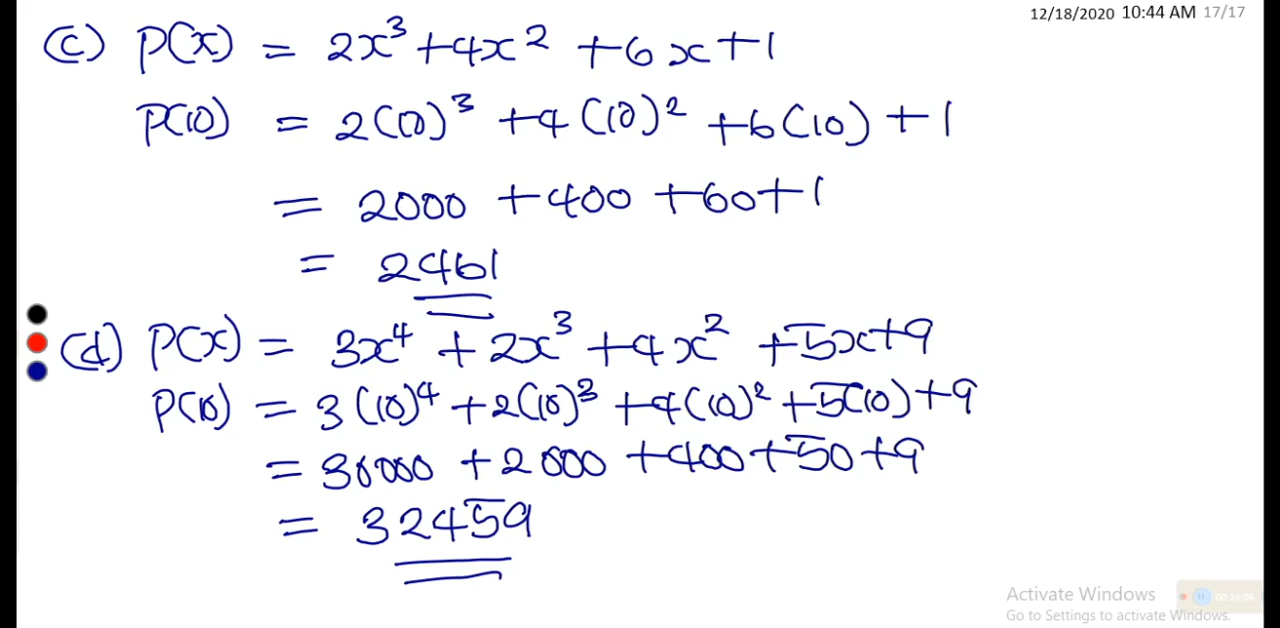 12/18/2020 10:44 AM 17/17
(c) P(x) = 2x³ + 4x² + 6x + 1
P(10) = 2(10)³ + 4(10)² + 6(10) + 1
= 2000 + 400 + 60 + 1
= 2461
(d) P(x) = 3x⁴ + 2x³ + 4x² + 5x + 9
P(10) = 3(10)⁴ + 2(10)³ + 4(10)² + 5(10) + 9
= 30000 + 2000 + 400 + 50 + 9
= 32459
Activate Windows
00:24:05
Go to Settings to activate Windows.